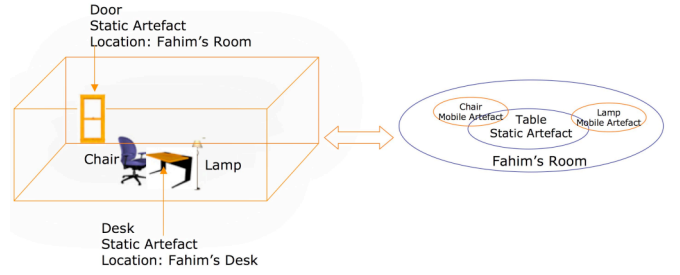 Door
Static Artefact
Location: Fahim's Room
Chair
Lamp
Desk
Static Artefact
Location: Fahim's Desk
Chair
Mobile Artefact
Table
Static Artefact
Lamp
Mobile Artefact
Fahim's Room